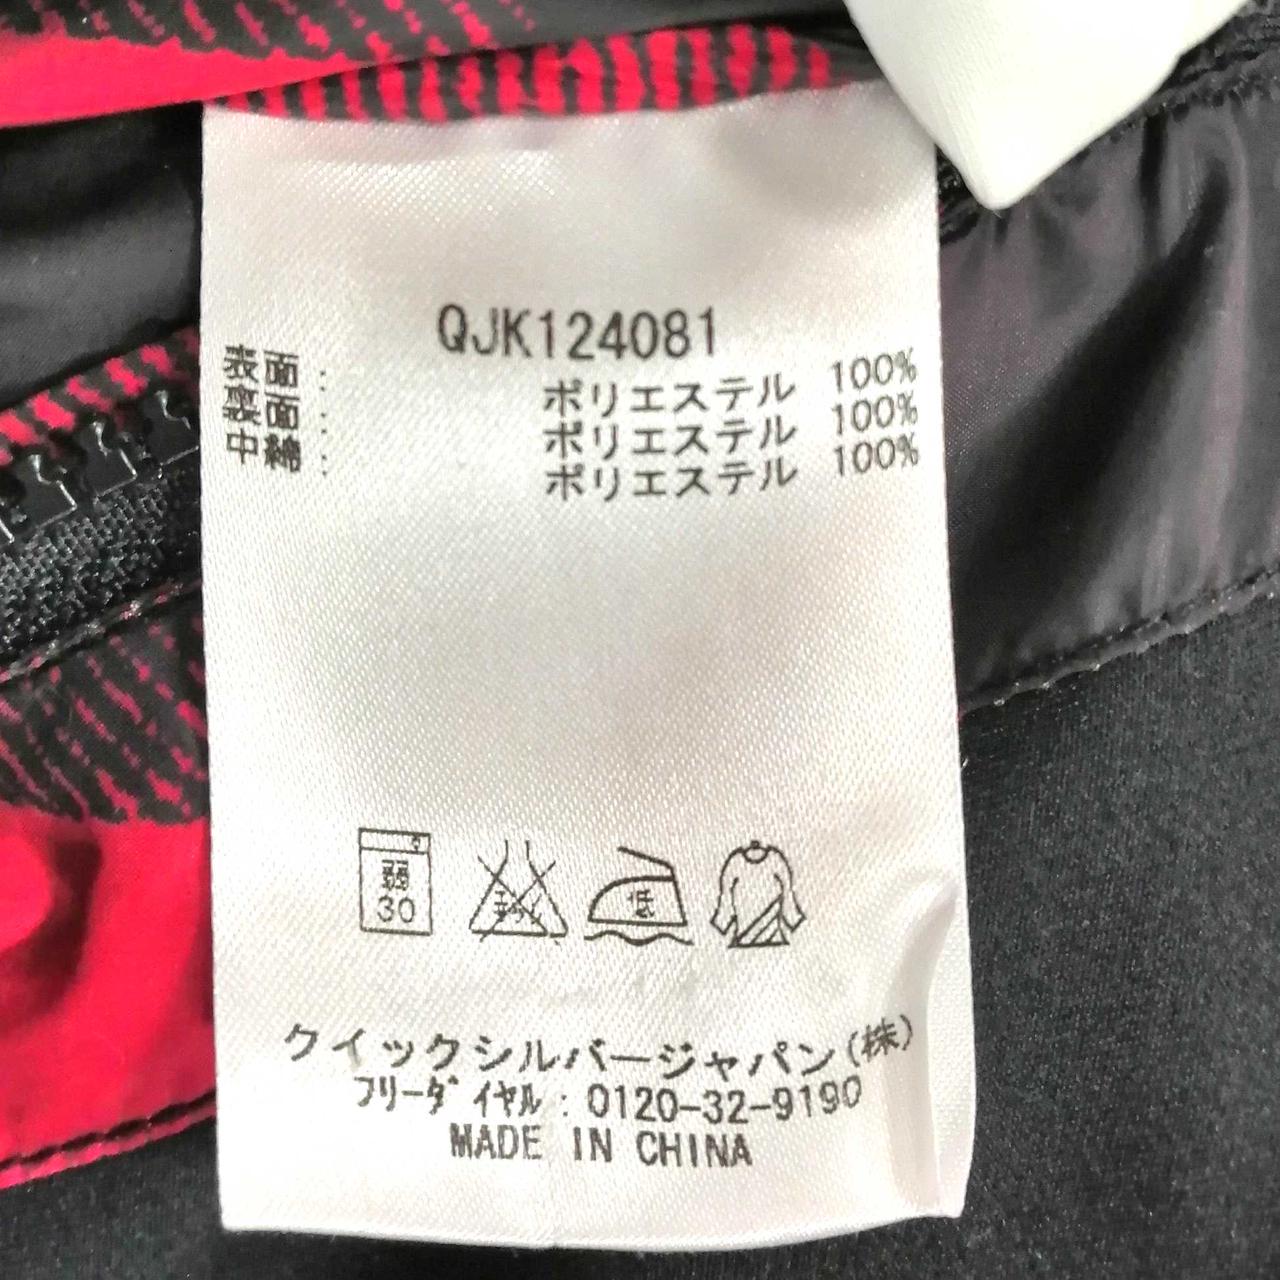 QJK124081
表面: ポリエステル 100%
裏面: ポリエステル 100%
中綿: ポリエステル 100%
弱
30
低
クイックシルバージャパン(株)
フリーダイヤル:0120-32-9190
MADE IN CHINA